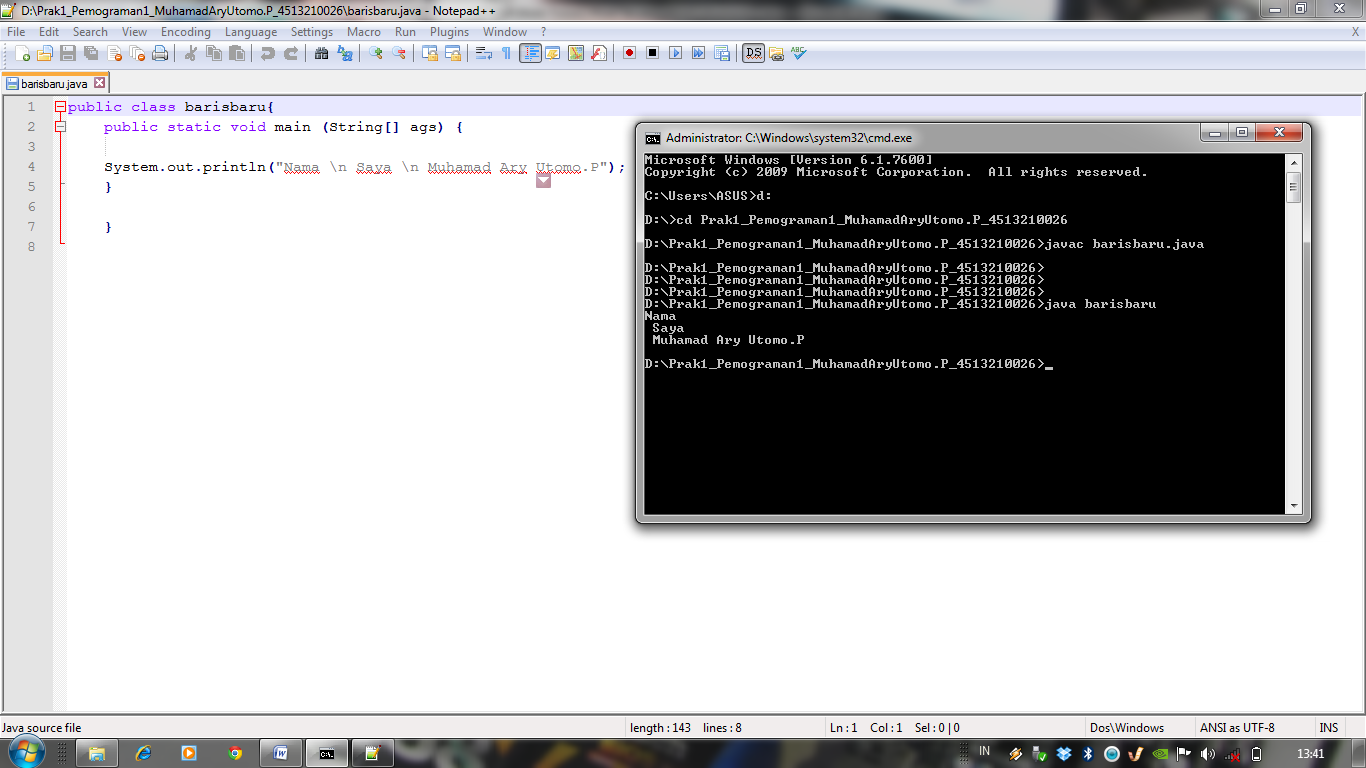 D:\Prak1_Pemograman1_MuhamadAryUtomo.P_4513210026\barisbaru.java - Notepad++
File Edit Search View Encoding Language Settings Macro Run Plugins Window ? X
barisbaru.java
1 public class barisbaru{
2 public static void main (String[] ags) {
3
4 System.out.println("Nama \n Saya \n Muhamad Ary Utomo.P");
5 }
6
7 }
8
Administrator: C:\Windows\system32\cmd.exe
Microsoft Windows [Version 6.1.7600]
Copyright (c) 2009 Microsoft Corporation.  All rights reserved.
C:\Users\ASUS>d:
D:\>cd Prak1_Pemograman1_MuhamadAryUtomo.P_4513210026
D:\Prak1_Pemograman1_MuhamadAryUtomo.P_4513210026>javac barisbaru.java
D:\Prak1_Pemograman1_MuhamadAryUtomo.P_4513210026>
D:\Prak1_Pemograman1_MuhamadAryUtomo.P_4513210026>
D:\Prak1_Pemograman1_MuhamadAryUtomo.P_4513210026>
D:\Prak1_Pemograman1_MuhamadAryUtomo.P_4513210026>java barisbaru
Nama
 Saya
 Muhamad Ary Utomo.P
D:\Prak1_Pemograman1_MuhamadAryUtomo.P_4513210026>_
Java source file length : 143 lines : 8 Ln : 1 Col : 1 Sel : 0 | 0 Dos\Windows ANSI as UTF-8 INS
IN 13:41